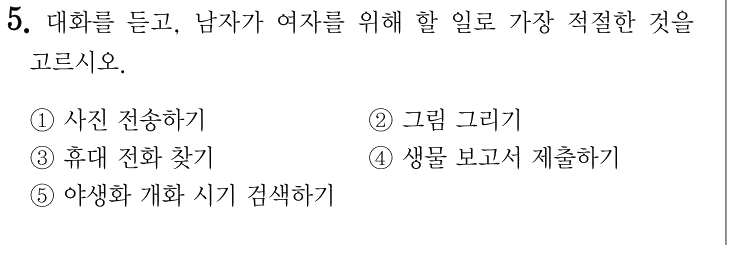 5. 대화를 듣고, 남자가 여자를 위해 할 일로 가장 적절한 것을
고르시오.
① 사진 전송하기 ② 그림 그리기
③ 휴대 전화 찾기 ④ 생물 보고서 제출하기
⑤ 야생화 개화 시기 검색하기